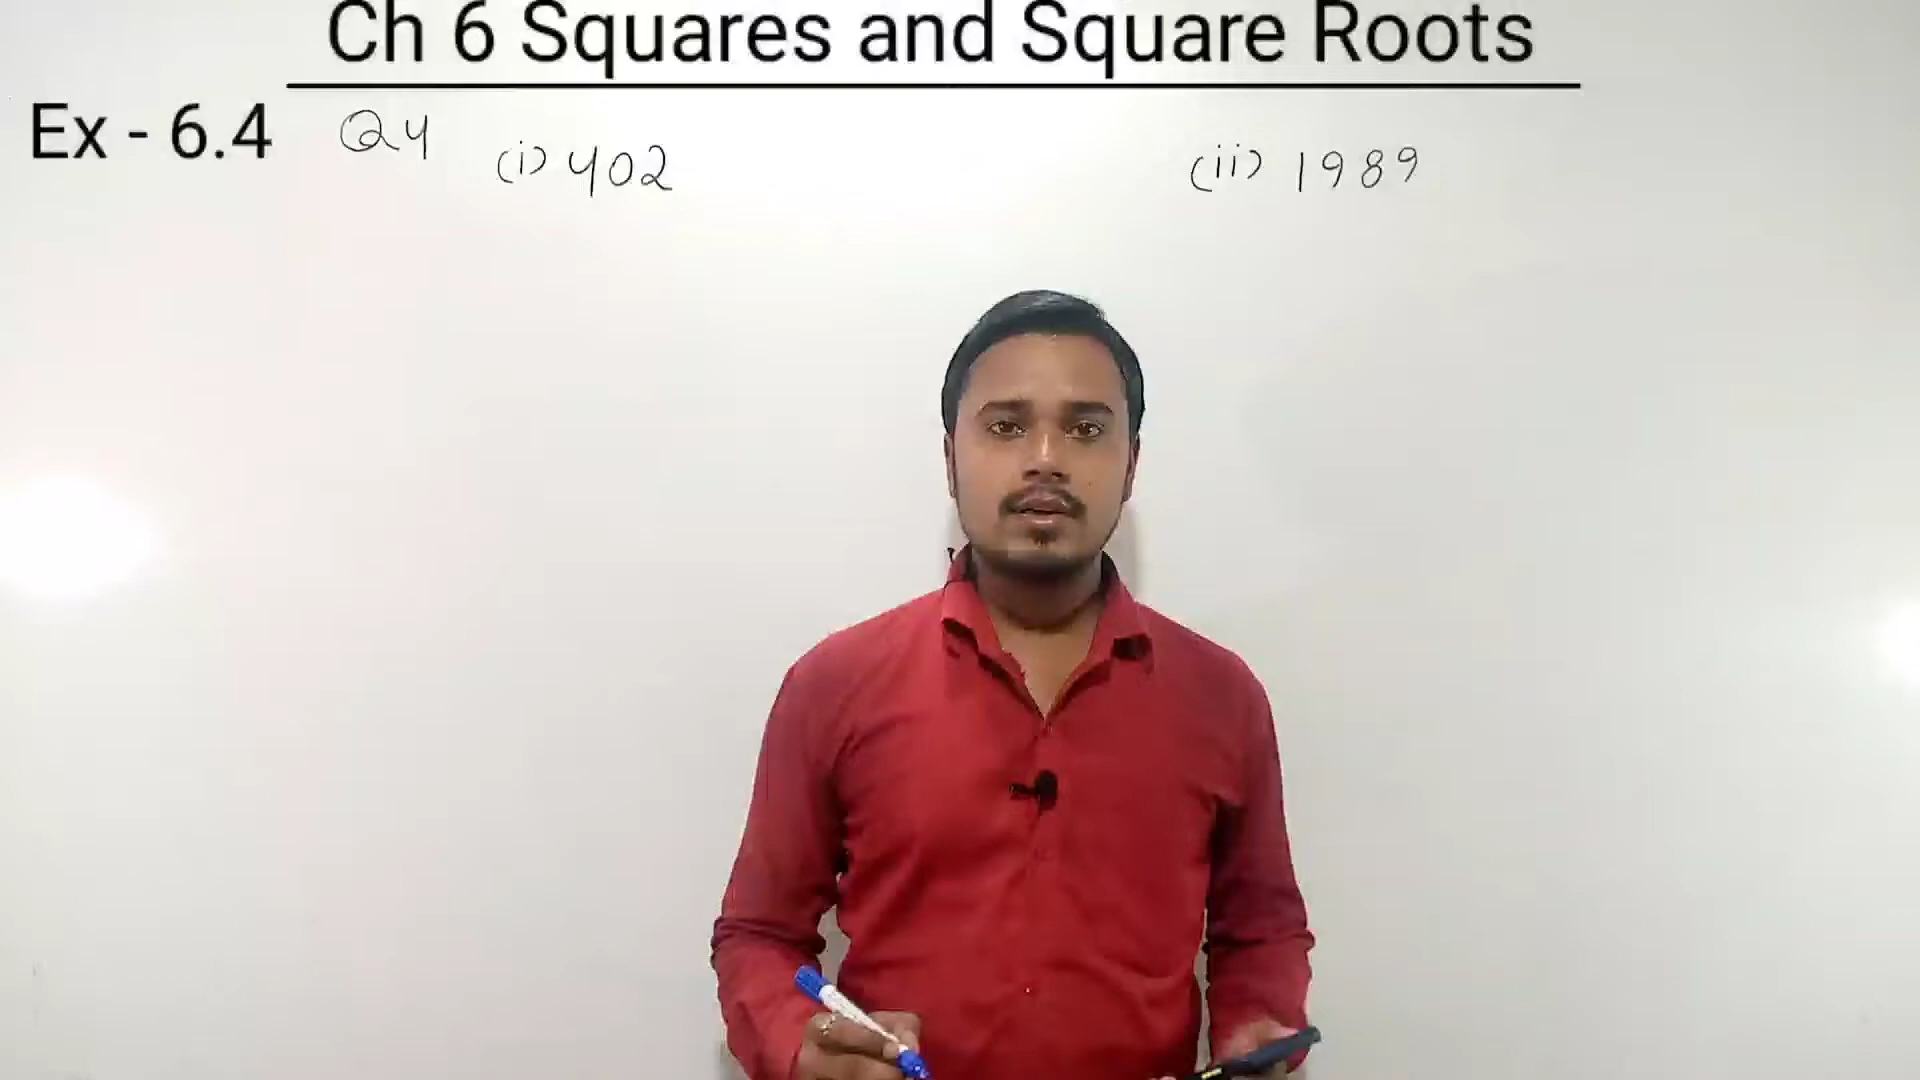 Ch 6 Squares and Square Roots
Ex - 6.4 Q4 (i) 402 (ii) 1989